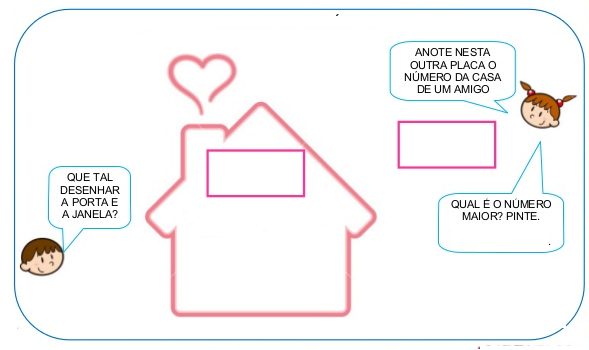 ANOTE NESTA
OUTRA PLACA O
NÚMERO DA CASA
DE UM AMIGO
QUE TAL
DESENHAR
A PORTA E
A JANELA?
QUAL É O NÚMERO
MAIOR? PINTE.
.